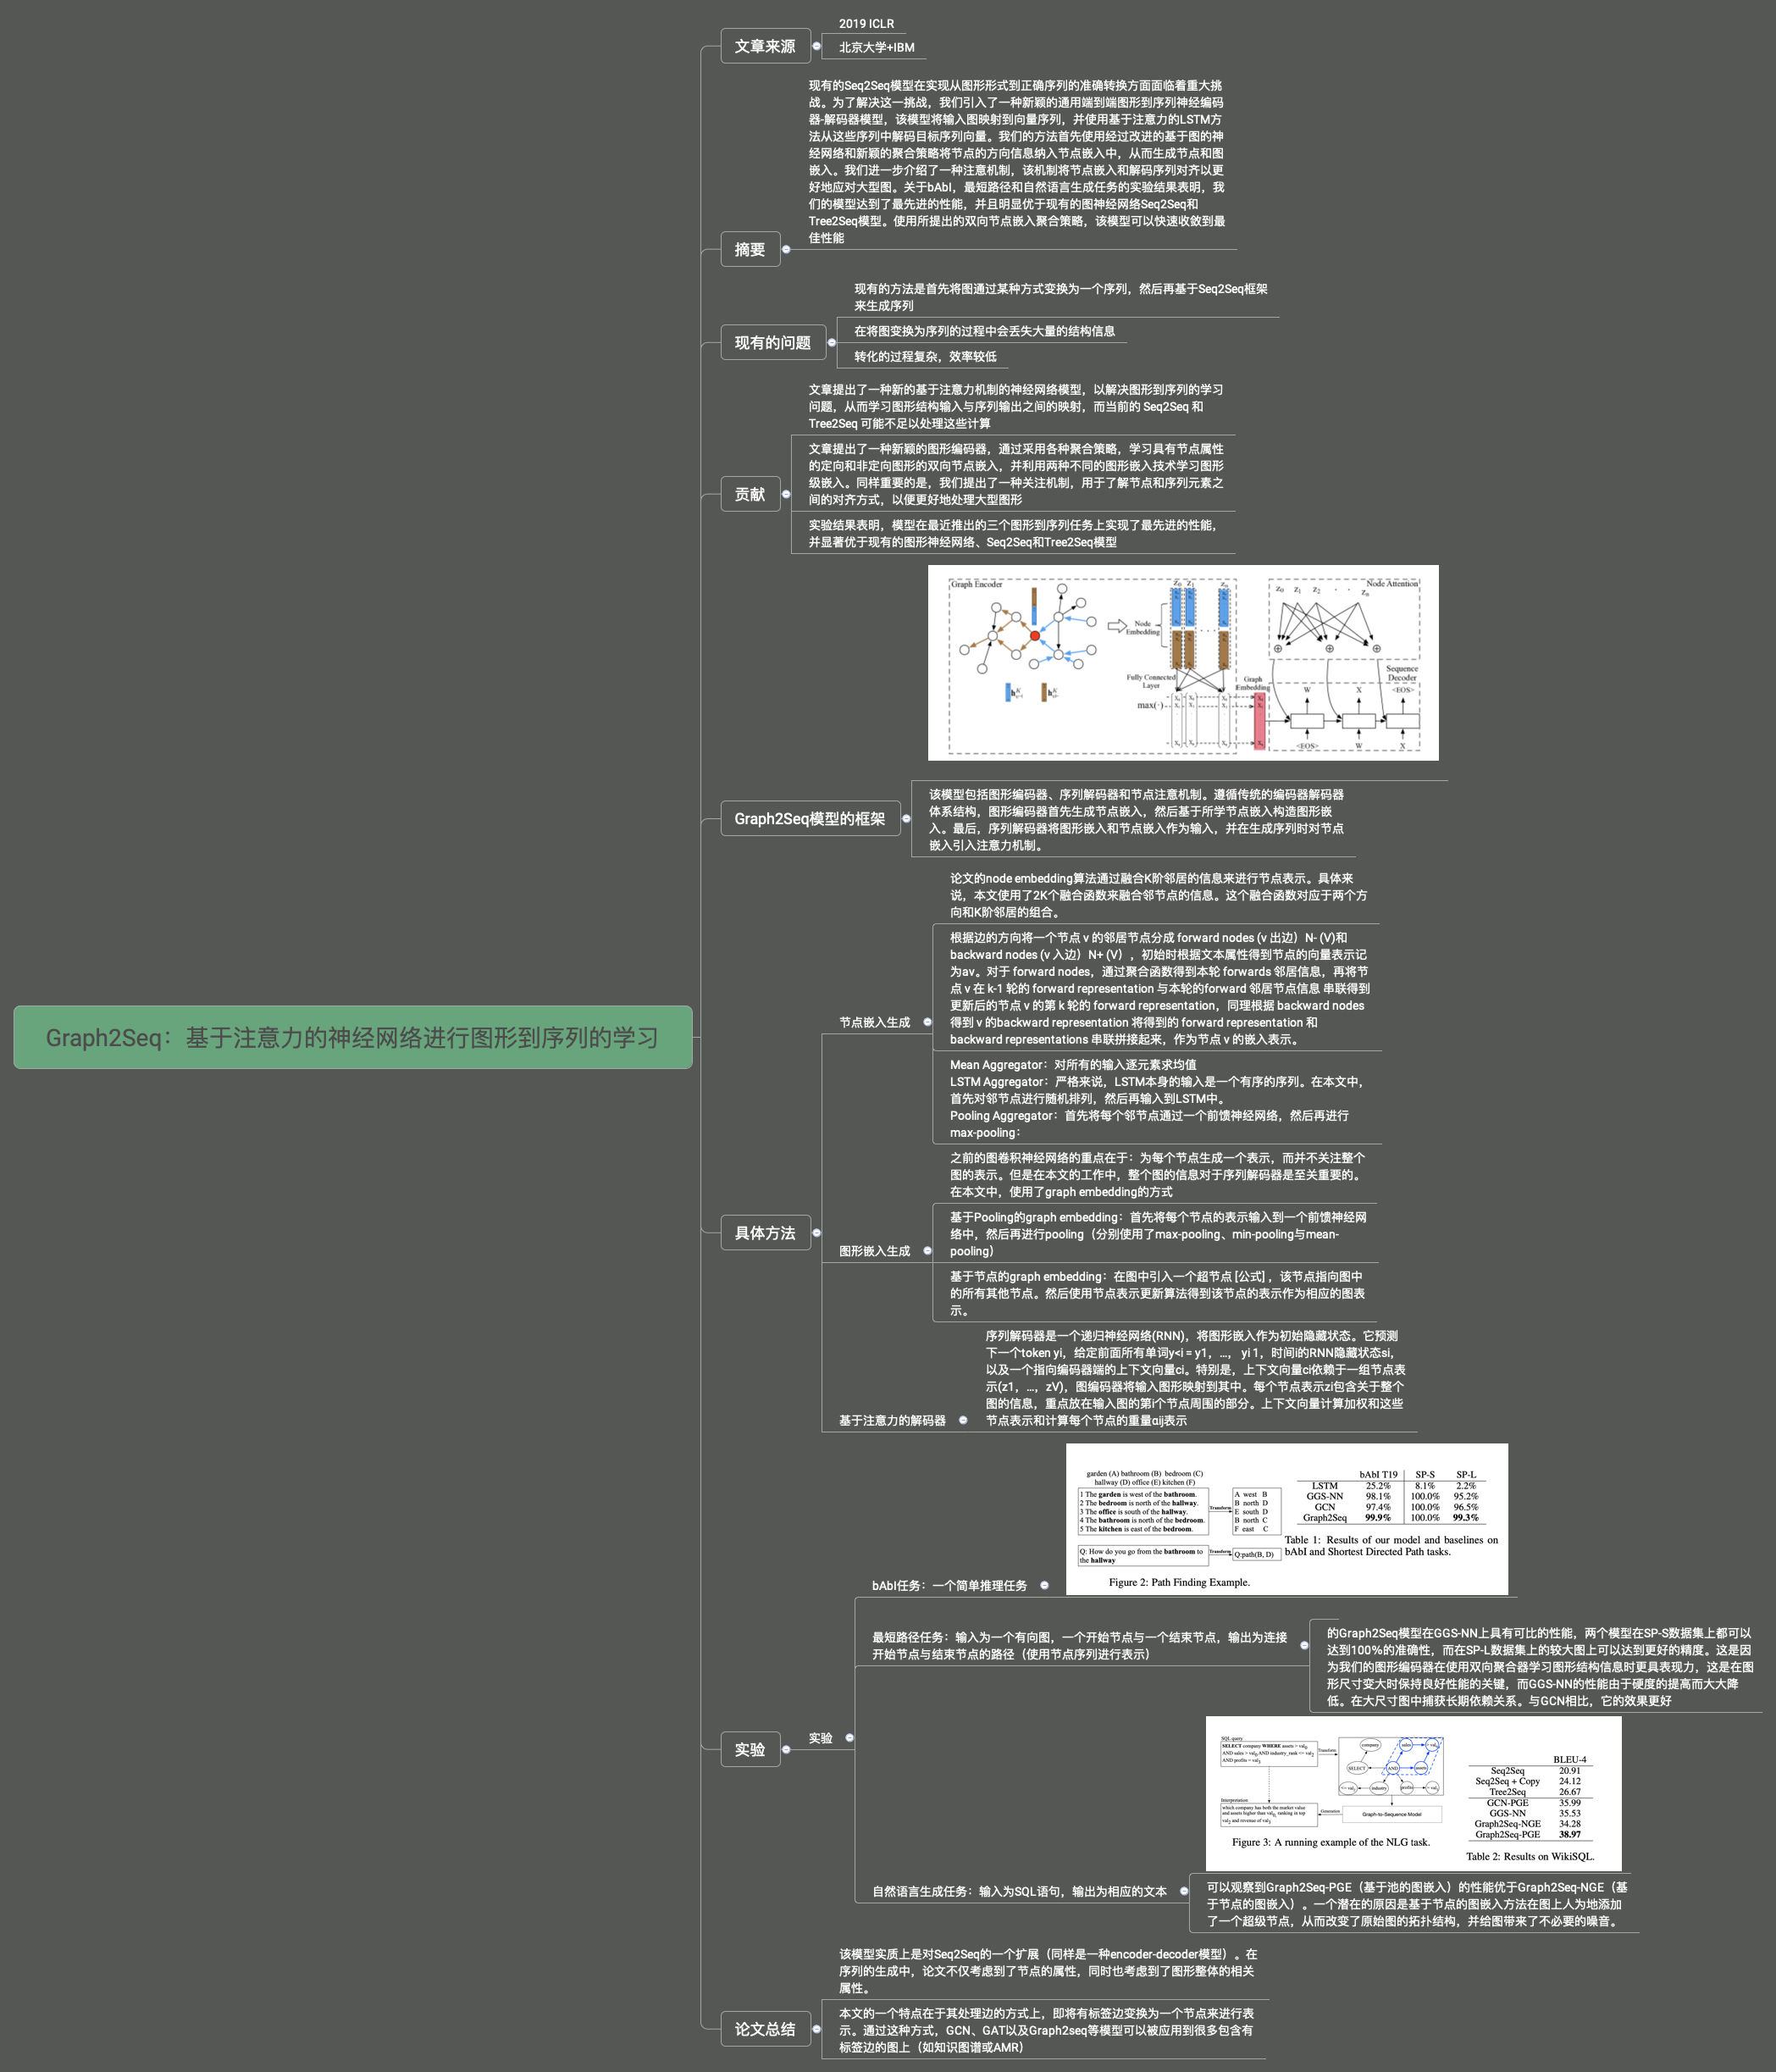 2019 ICLR
文章来源
北京大学+IBM
现有的Seq2Seq模型在实现从图形形式到正确序列的准确转换方面面临着重大挑
战。为了解决这一挑战，我们引入了一种新颖的通用端到端图形到序列神经编码
器-解码器模型，该模型将输入图映射到向量序列，并使用基于注意力的LSTM方
法从这些序列中解码目标序列向量。我们的方法首先使用经过改进的基于图的神
经网络和新颖的聚合策略将节点的方向信息纳入节点嵌入中，从而生成节点和图
嵌入。我们进一步介绍了一种注意机制，该机制将节点嵌入和解码序列对齐以更
好地应对大型图。关于bAbI，最短路径和自然语言生成任务的实验结果表明，我
们的模型达到了最先进的性能，并且明显优于现有的图神经网络Seq2Seq和
Tree2Seq模型。使用所提出的双向节点嵌入聚合策略，该模型可以快速收敛到最
佳性能
摘要
现有的方法是首先将图通过某种方式变换为一个序列，然后再基于Seq2Seq框架
来生成序列
现有的问题
在将图变换为序列的过程中会丢失大量的结构信息
转化的过程复杂，效率较低
文章提出了一种新的基于注意力机制的神经网络模型，以解决图形到序列的学习
问题，从而学习图形结构输入与序列输出之间的映射，而当前的 Seq2Seq 和
Tree2Seq 可能不足以处理这些计算
贡献
文章提出了一种新颖的图形编码器，通过采用各种聚合策略，学习具有节点属性
的定向和非定向图形的双向节点嵌入，并利用两种不同的图形嵌入技术学习图形
级嵌入。同样重要的是，我们提出了一种关注机制，用于了解节点和序列元素之
间的对齐方式，以便更好地处理大型图形
实验结果表明，模型在最近推出的三个图形到序列任务上实现了最先进的性能，
并显著优于现有的图形神经网络、Seq2Seq和Tree2Seq模型
Graph Encoder
Node Attention
Node
Embedding
Fully Connected
Layer
Graph
Embedding
max(·)
Sequence
Decoder
W X <EOS>
<EOS> W X
Graph2Seq模型的框架
该模型包括图形编码器、序列解码器和节点注意机制。遵循传统的编码器解码器
体系结构，图形编码器首先生成节点嵌入，然后基于所学节点嵌入构造图形嵌
入。最后，序列解码器将图形嵌入和节点嵌入作为输入，并在生成序列时对节点
嵌入引入注意力机制。
Graph2Seq：基于注意力的神经网络进行图形到序列的学习
具体方法
节点嵌入生成
论文的node embedding算法通过融合K阶邻居的信息来进行节点表示。具体来
说，本文使用了2K个融合函数来融合邻节点的信息。这个融合函数对应于两个方
向和K阶邻居的组合。
根据边的方向将一个节点 v 的邻居节点分成 forward nodes (v 出边）N- (V)和
backward nodes (v 入边）N+ (V) ，初始时根据文本属性得到节点的向量表示记
为av。对于 forward nodes，通过聚合函数得到本轮 forwards 邻居信息，再将节
点 v 在 k-1 轮的 forward representation 与本轮的forward 邻居节点信息 串联得到
更新后的节点 v 的第 k 轮的 forward representation，同理根据 backward nodes
得到 v 的backward representation 将得到的 forward representation 和
backward representations 串联拼接起来，作为节点 v 的嵌入表示。
Mean Aggregator：对所有的输入逐元素求均值
LSTM Aggregator：严格来说，LSTM本身的输入是一个有序的序列。在本文中，
首先对邻节点进行随机排列，然后再输入到LSTM中。
Pooling Aggregator：首先将每个邻节点通过一个前馈神经网络，然后再进行
max-pooling：
图形嵌入生成
之前的图卷积神经网络的重点在于：为每个节点生成一个表示，而并不关注整个
图的表示。但是在本文的工作中，整个图的信息对于序列解码器是至关重要的。
在本文中，使用了graph embedding的方式
基于Pooling的graph embedding：首先将每个节点的表示输入到一个前馈神经网
络中，然后再进行pooling（分别使用了max-pooling、min-pooling与mean-
pooling）
基于节点的graph embedding：在图中引入一个超节点 [公式] ，该节点指向图中
的所有其他节点。然后使用节点表示更新算法得到该节点的表示作为相应的图表
示。
基于注意力的解码器
序列解码器是一个递归神经网络(RNN)，将图形嵌入作为初始隐藏状态。它预测
下一个token yi，给定前面所有单词y<i = y1，…， yi 1，时间i的RNN隐藏状态si，
以及一个指向编码器端的上下文向量ci。特别是，上下文向量ci依赖于一组节点表
示(z1，…，zV)，图编码器将输入图形映射到其中。每个节点表示zi包含关于整个
图的信息，重点放在输入图的第i个节点周围的部分。上下文向量计算加权和这些
节点表示和计算每个节点的重量αij表示
实验
实验
bAbI任务：一个简单推理任务
garden (A) bathroom (B) bedroom (C)
hallway (D) office (E) kitchen (F)
1 The garden is west of the bathroom.
2 The bedroom is north of the hallway.
3 The office is south of the hallway.
4 The bathroom is north of the bedroom.
5 The kitchen is east of the bedroom.
Transform
A west B
B north D
E south D
B north C
F east C
Q: How do you go from the bathroom to
the hallway
Transform
Q:path(B, D)
Figure 2: Path Finding Example.
bAbI T19 SP-S SP-L
LSTM 25.2% 8.1% 2.2%
GGS-NN 98.1% 100.0% 95.2%
GCN 97.4% 100.0% 96.5%
Graph2Seq 99.9% 100.0% 99.3%
Table 1: Results of our model and baselines on
bAbI and Shortest Directed Path tasks.
最短路径任务：输入为一个有向图，一个开始节点与一个结束节点，输出为连接
开始节点与结束节点的路径（使用节点序列进行表示）
的Graph2Seq模型在GGS-NN上具有可比的性能，两个模型在SP-S数据集上都可以
达到100%的准确性，而在SP-L数据集上的较大图上可以达到更好的精度。这是因
为我们的图形编码器在使用双向聚合器学习图形结构信息时更具表现力，这是在图
形尺寸变大时保持良好性能的关键，而GGS-NN的性能由于硬度的提高而大大降
低。在大尺寸图中捕获长期依赖关系。与GCN相比，它的效果更好
自然语言生成任务：输入为SQL语句，输出为相应的文本
SQL query
SELECT company WHERE assets > val0
AND sales > val0 AND industry_rank <= val2
AND profits = val3
Transform
company
sales
SELECT
AND
assets
industry
profits
Interpretation
which company has both the market value
and assets higher than val0, ranking in top
val2 and revenue of val3
Generation
Graph-to-Sequence Model
Figure 3: A running example of the NLG task.
BLEU-4
Seq2Seq 20.91
Seq2Seq + Copy 24.12
Tree2Seq 26.67
GCN-PGE 35.99
GGS-NN 35.53
Graph2Seq-NGE 34.28
Graph2Seq-PGE 38.97
Table 2: Results on WikiSQL.
可以观察到Graph2Seq-PGE（基于池的图嵌入）的性能优于Graph2Seq-NGE（基
于节点的图嵌入）。一个潜在的原因是基于节点的图嵌入方法在图上人为地添加
了一个超级节点，从而改变了原始图的拓扑结构，并给图带来了不必要的噪音。
论文总结
该模型实质上是对Seq2Seq的一个扩展（同样是一种encoder-decoder模型）。在
序列的生成中，论文不仅考虑到了节点的属性，同时也考虑到了图形整体的相关
属性。
本文的一个特点在于其处理边的方式上，即将有标签边变换为一个节点来进行表
示。通过这种方式，GCN、GAT以及Graph2seq等模型可以被应用到很多包含有
标签边的图上（如知识图谱或AMR）